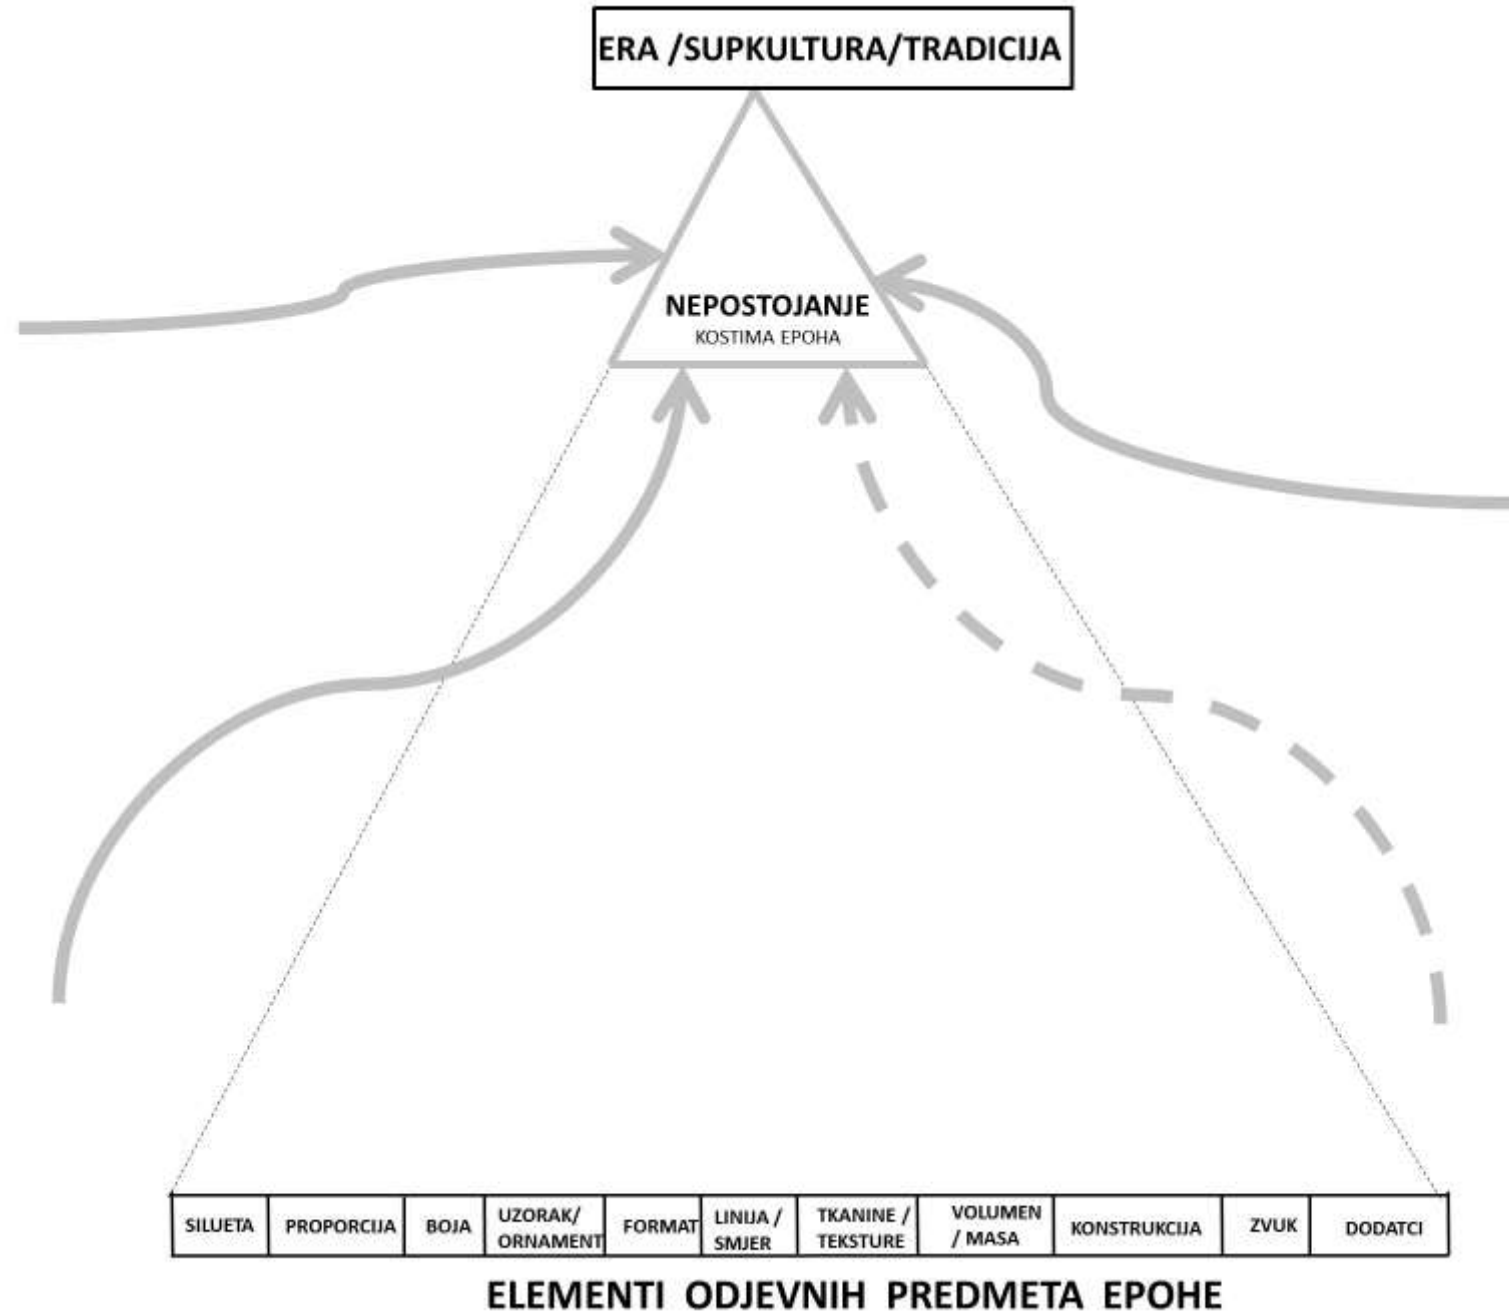 ERA /SUPKULTURA/TRADICIJA
NEPOSTOJANJE
KOSTIMA EPOHA
SILUETA
PROPORCIJA
BOJA
UZORAK/
ORNAMENT
FORMAT
LINIJA /
SMJER
TKANINE /
TEKSTURE
VOLUMEN
/ MASA
KONSTRUKCIJA
ZVUK
DODATCI
ELEMENTI ODJEVNIH PREDMETA EPOHE